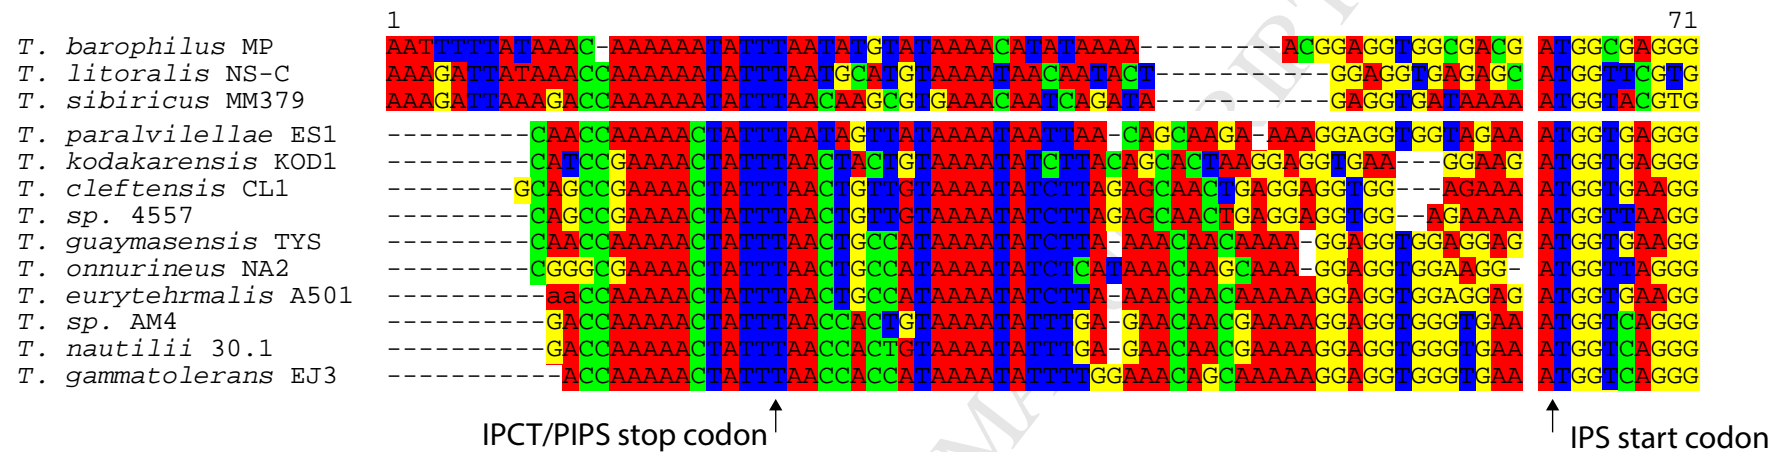 1 71
T. barophilus MP AATTTTTATAAAC-AAAAAATATTTAATATGTATAAAACATATAAAA---------ACGGAGGTGGCGACG ATGGCGAGGG
T. litoralis NS-C AAAGATTATAAACCAAAAAATATTTAATGCATGTAAAATAACAATACT-----------GGAGGTGAGAGC ATGGTTCGTG
T. sibiricus MM379 AAAGATTAAAGACCAAAAAATATTTAACAAGCGTGAAACAATCAGATA-----------GAGGTGATAAAA ATGGTACGTG
T. paralvilellae ES1 ---------CAACCAAAAACTATTTAATAGTTATAAAATAATTAA-CAGCAAGA-AAAGGAGGTGGTAGAA ATGGTGAGGG
T. kodakarensis KOD1 ---------CATCCGAAAACTATTTAACTACTGTAAAATATCTTACAGCACTAAGGAGGTGAA---GGAAG ATGGTGAGGG
T. cleftensis CL1 --------GCAGCCGAAAACTATTTAACTGTTGTAAAATATCTTAGAGCAACTGAGGAGGTGG---AGAAA ATGGTGAAGG
T. sp. 4557 ---------CAGCCGAAAACTATTTAACTGTTGTAAAATATCTTAGAGCAACTGAGGAGGTGG--AGAAAA ATGGTTAAGG
T. guaymasensis TYS ---------CAACCAAAAACTATTTAACTGCCATAAAATATCTTA-AAACAACAAAA-GGAGGTGGAGGAG ATGGTGAAGG
T. onnurineus NA2 ---------CGGGCGAAAACTATTTAACTGCCATAAAATATCTCATAAACAAGCAAA-GGAGGTGGAAGG- ATGGTTAGGG
T. eurytehrmalis A501 ----------aaCCAAAAACTATTTAACTGCCATAAAATATCTTA-AAACAACAAAAAGGAGGTGGAGGAG ATGGTGAAGG
T. sp. AM4 ----------GACCAAAAACTATTTAACCACTGTAAAATATTTGA-GAACAACGAAAAGGAGGTGGGTGAA ATGGTCAGGG
T. nautilii 30.1 ----------GACCAAAAACTATTTAACCACTGTAAAATATTTGA-GAACAACGAAAAGGAGGTGGGTGAA ATGGTCAGGG
T. gammatolerans EJ3 -----------ACCAAAAACTATTTAACCACCATAAAATATTTTGGAAACAGCAAAAAGGAGGTGGGTGAA ATGGTCAGGG
IPCT/PIPS stop codon IPS start codon